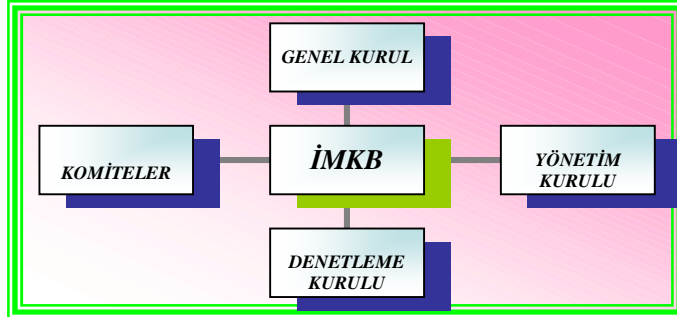 GENEL KURUL
KOMİTELER
İMKB
YÖNETİM
KURULU
DENETLEME
KURULU